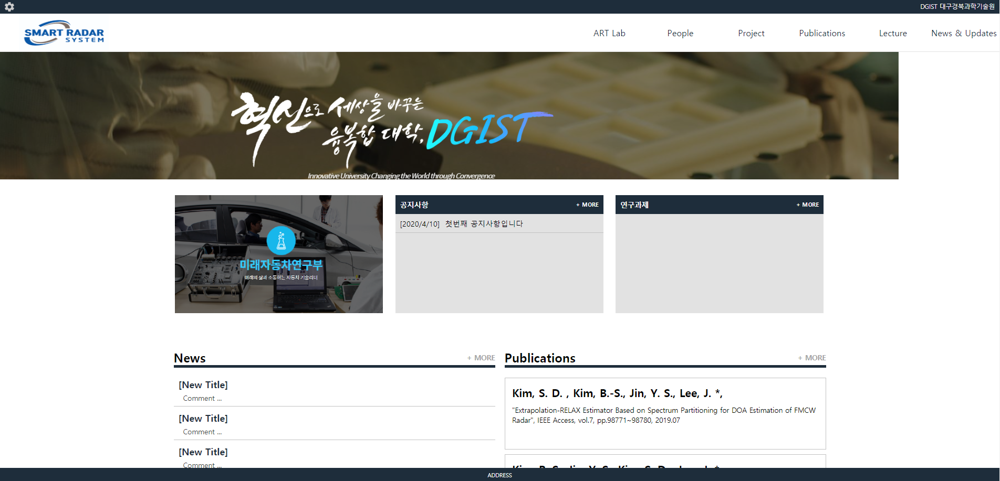 DGIST 대구경북과학기술원
SMART RADAR
SYSTEM
ART Lab
People
Project
Publications
Lecture
News & Updates
혁신으로 세상을 바꾸는
융복합 대학, DGIST
Innovative University Changing the World through Convergence
미래자동차연구부
미래의 삶과 소통하는 자동차 기술리더
공지사항
+ MORE
[2020/4/10] 첫번째 공지사항입니다
연구과제
+ MORE
News
+ MORE
[New Title]
Comment ...
[New Title]
Comment ...
[New Title]
Comment ...
Publications
+ MORE
Kim, S. D. , Kim, B.-S., Jin, Y. S., Lee, J. *,
"Extrapolation-RELAX Estimator Based on Spectrum Partitioning for DOA Estimation of FMCW
Radar", IEEE Access, vol.7, pp.98771~98780, 2019.07
ADDRESS